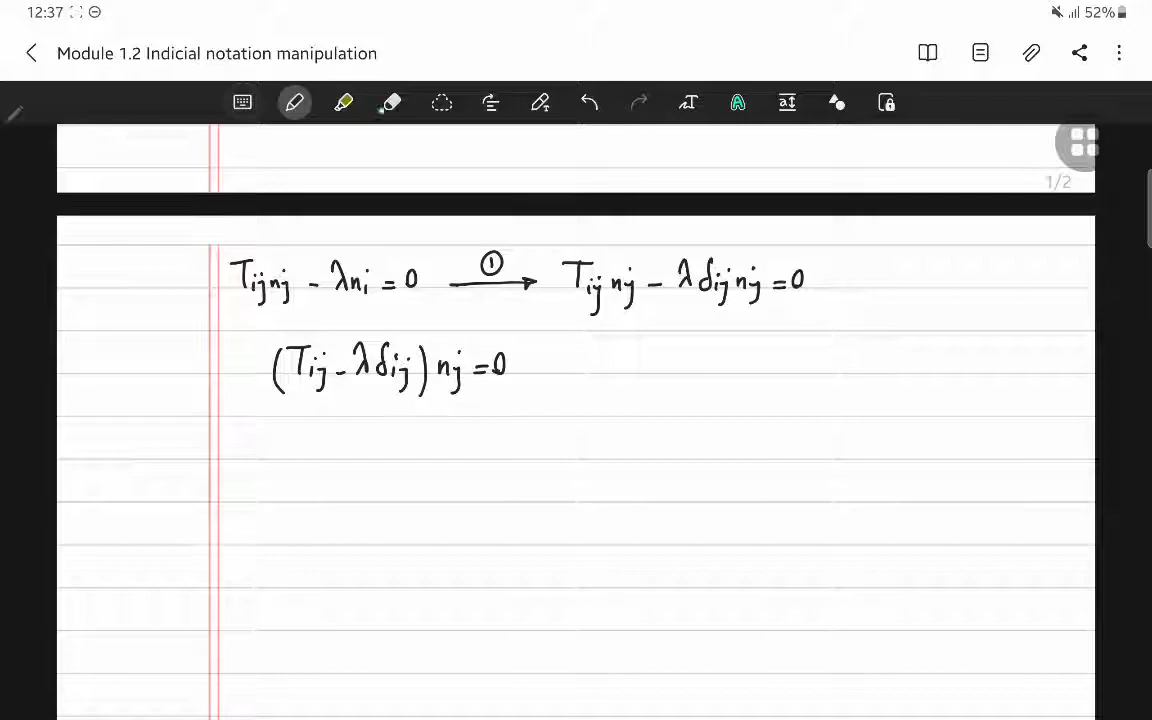 12:37 52%
Module 1.2 Indicial notation manipulation
1/2
Tijnj - λni = 0 ①→ Tijnj - λδijnj = 0
(Tij - λδij) nj = 0